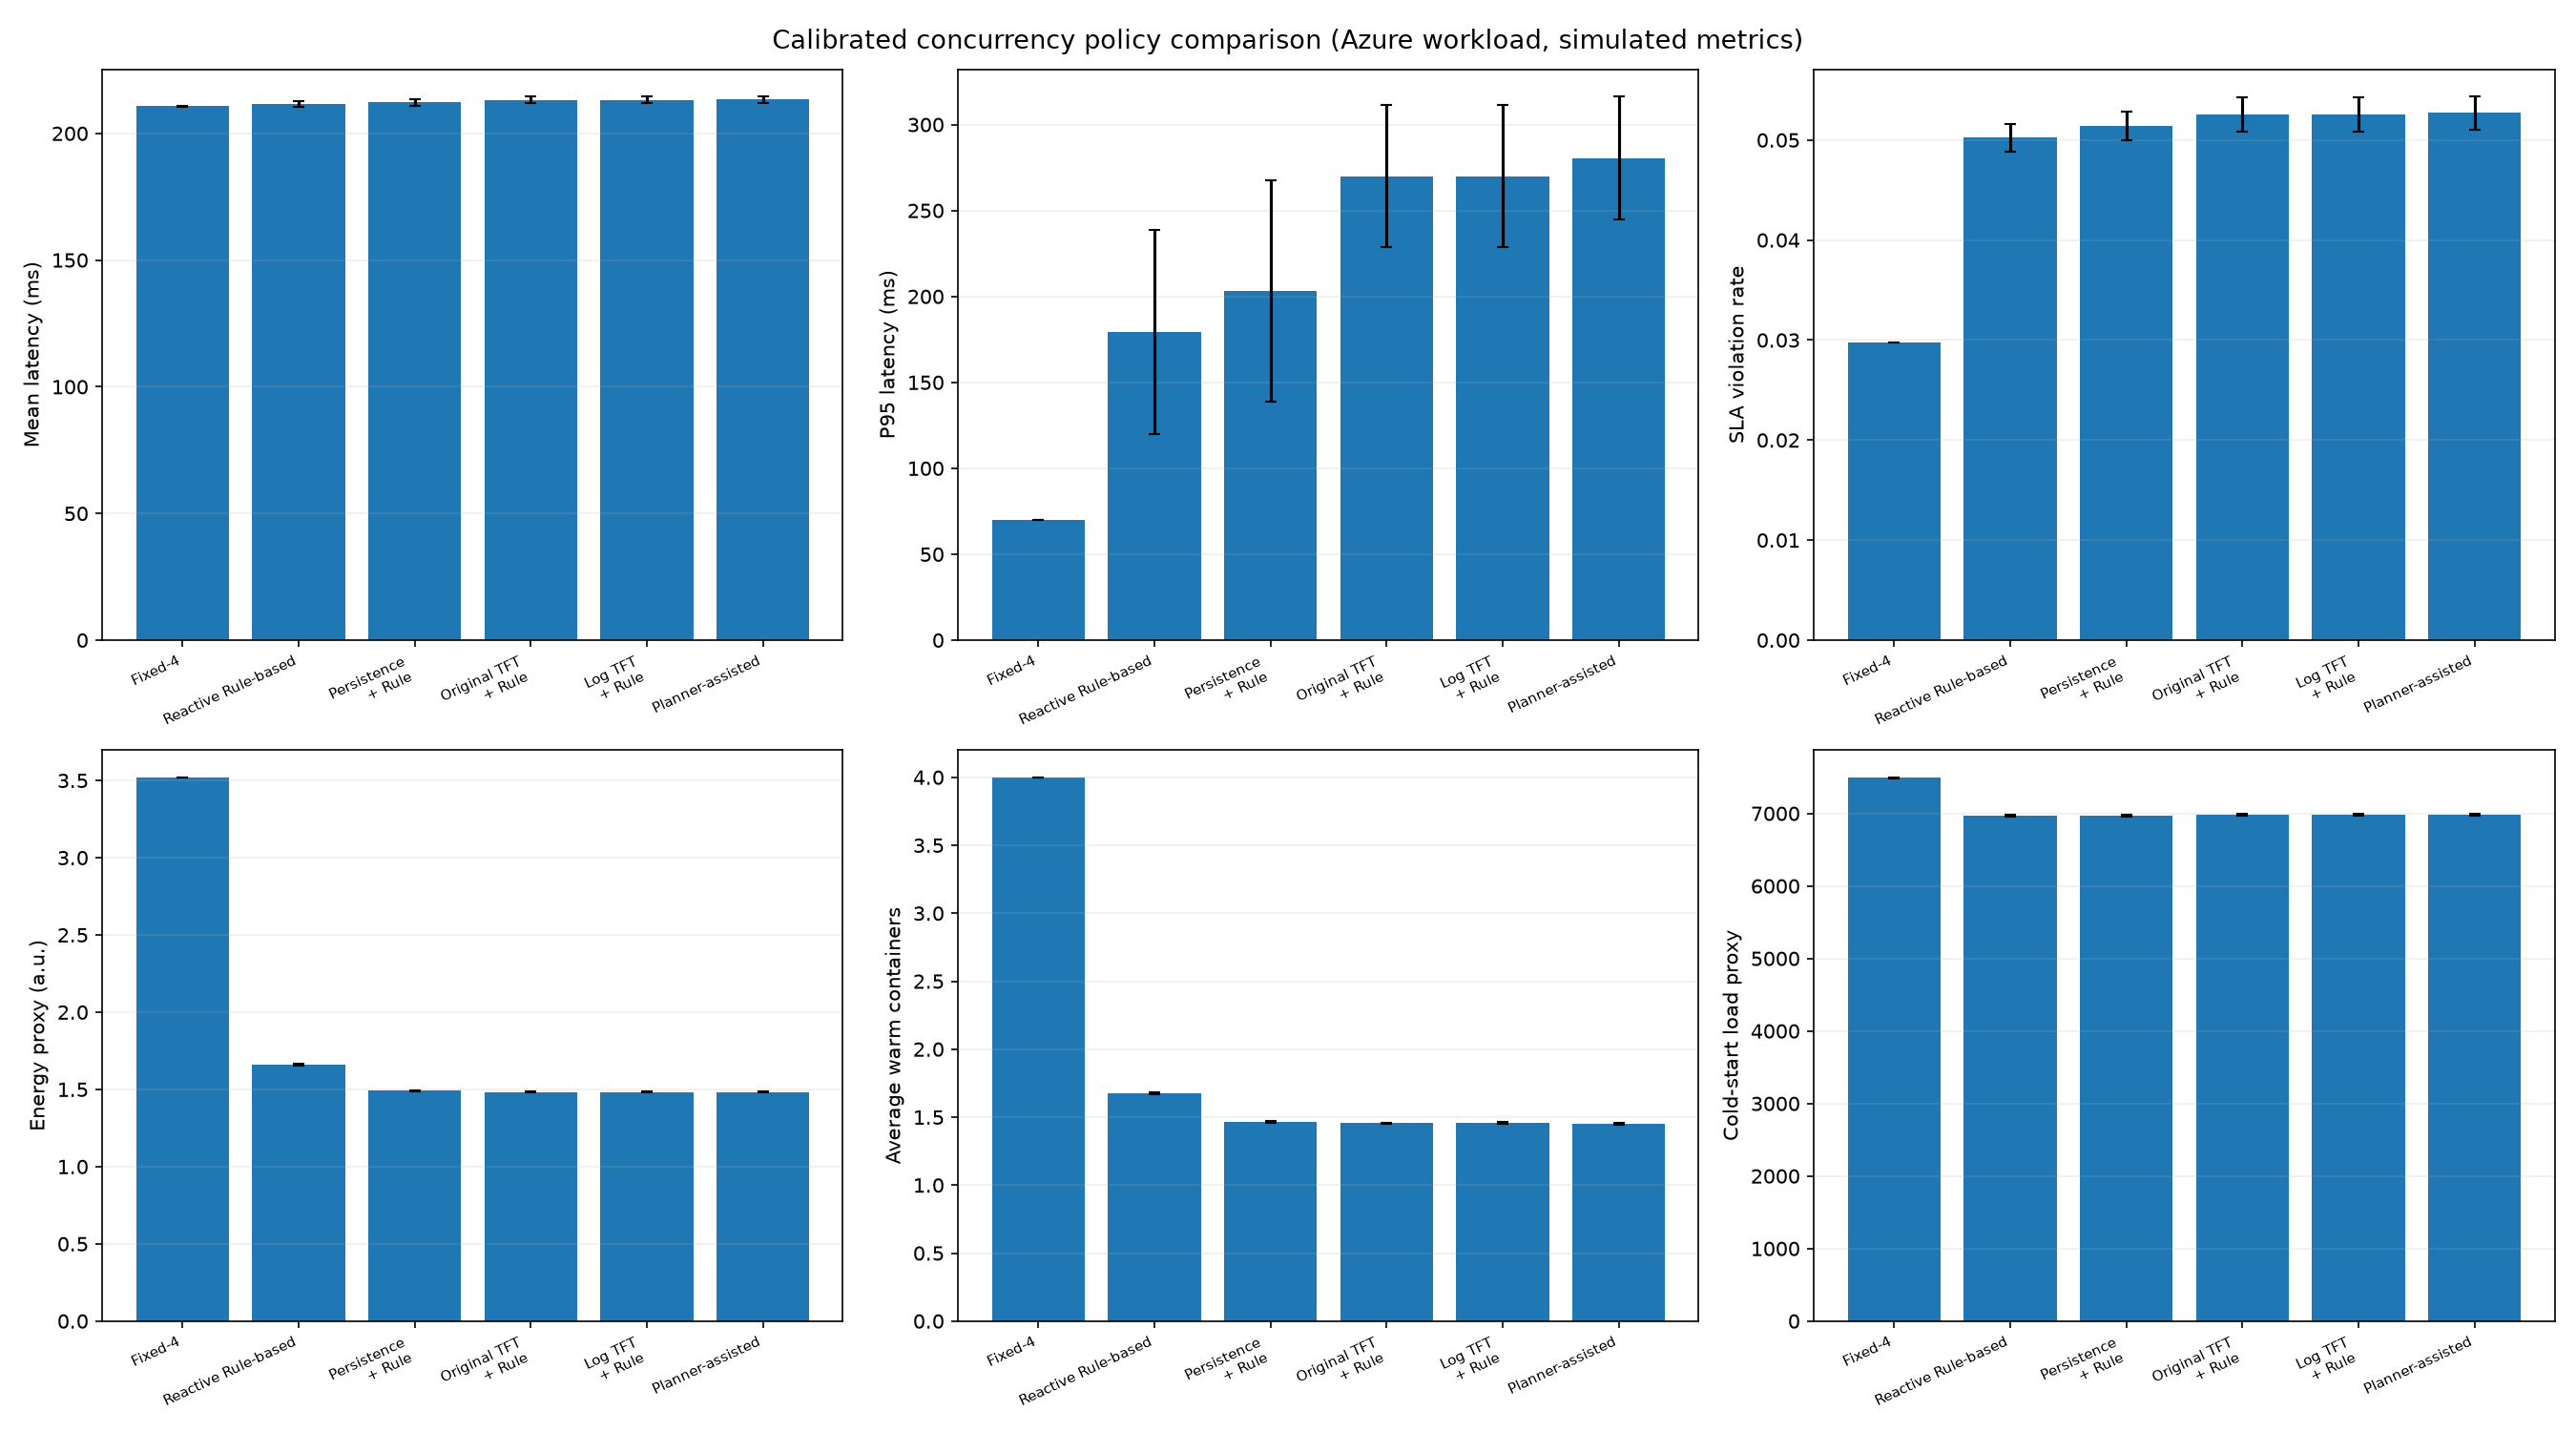 Calibrated concurrency policy comparison (Azure workload, simulated metrics)
Mean latency (ms)
200
150
100
50
0
Fixed-4
Reactive Rule-based
Persistence
+ Rule
Original TFT
+ Rule
Log TFT
+ Rule
Planner-assisted
P95 latency (ms)
300
250
200
150
100
50
0
Fixed-4
Reactive Rule-based
Persistence
+ Rule
Original TFT
+ Rule
Log TFT
+ Rule
Planner-assisted
SLA violation rate
0.05
0.04
0.03
0.02
0.01
0.00
Fixed-4
Reactive Rule-based
Persistence
+ Rule
Original TFT
+ Rule
Log TFT
+ Rule
Planner-assisted
Energy proxy (a.u.)
3.5
3.0
2.5
2.0
1.5
1.0
0.5
0.0
Fixed-4
Reactive Rule-based
Persistence
+ Rule
Original TFT
+ Rule
Log TFT
+ Rule
Planner-assisted
Average warm containers
4.0
3.5
3.0
2.5
2.0
1.5
1.0
0.5
0.0
Fixed-4
Reactive Rule-based
Persistence
+ Rule
Original TFT
+ Rule
Log TFT
+ Rule
Planner-assisted
Cold-start load proxy
7000
6000
5000
4000
3000
2000
1000
0
Fixed-4
Reactive Rule-based
Persistence
+ Rule
Original TFT
+ Rule
Log TFT
+ Rule
Planner-assisted